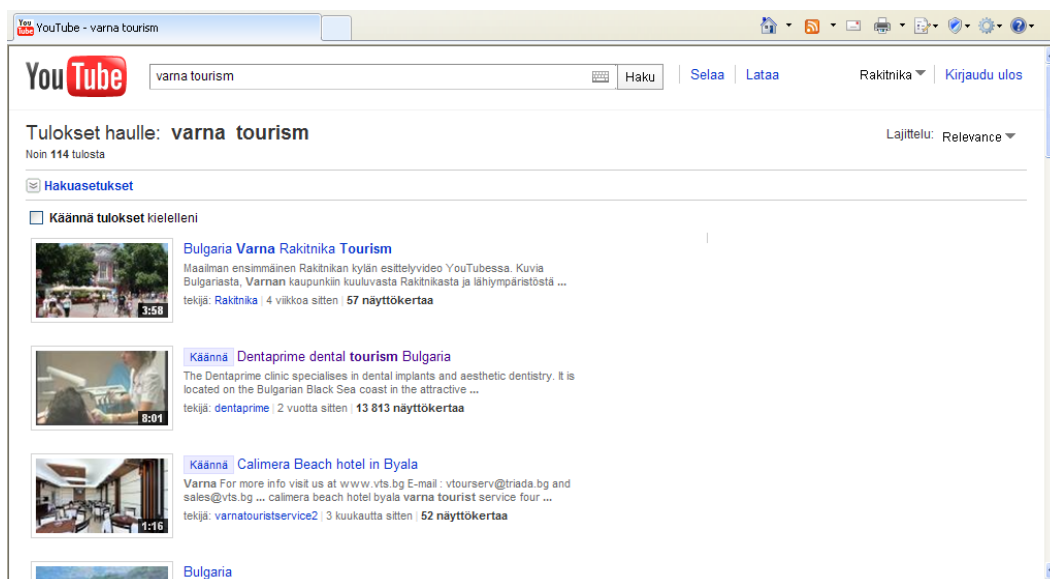 YouTube - varna tourism
YouTube
varna tourism
Haku
Selaa
Lataa
Rakitnika
Kirjaudu ulos
Tulokset haulle: varna tourism
Lajittelu: Relevance
Noin 114 tulosta
Hakuasetukset
Käännä tulokset kielelleni
Bulgaria Varna Rakitnika Tourism
Maailman ensimmäinen Rakitnikan kylän esittelyvideo YouTubessa. Kuvia
Bulgariasta, Varnan kaupunkiin kuuluvasta Rakitnikasta ja lähiympäristöstä ...
tekijä: Rakitnika | 4 viikkoa sitten | 57 näyttökertaa
3:58
Käännä Dentaprime dental tourism Bulgaria
The Dentaprime clinic specialises in dental implants and aesthetic dentistry. It is
located on the Bulgarian Black Sea coast in the attractive ...
tekijä: dentaprime | 2 vuotta sitten | 13 813 näyttökertaa
8:01
Käännä Calimera Beach hotel in Byala
Varna For more info visit us at www.vts.bg E-mail : vtourserv@triada.bg and
sales@vts.bg ... calimera beach hotel byala varna tourist service four ...
tekijä: varnatouristservice2 | 3 kuukautta sitten | 52 näyttökertaa
1:16
Bulgaria